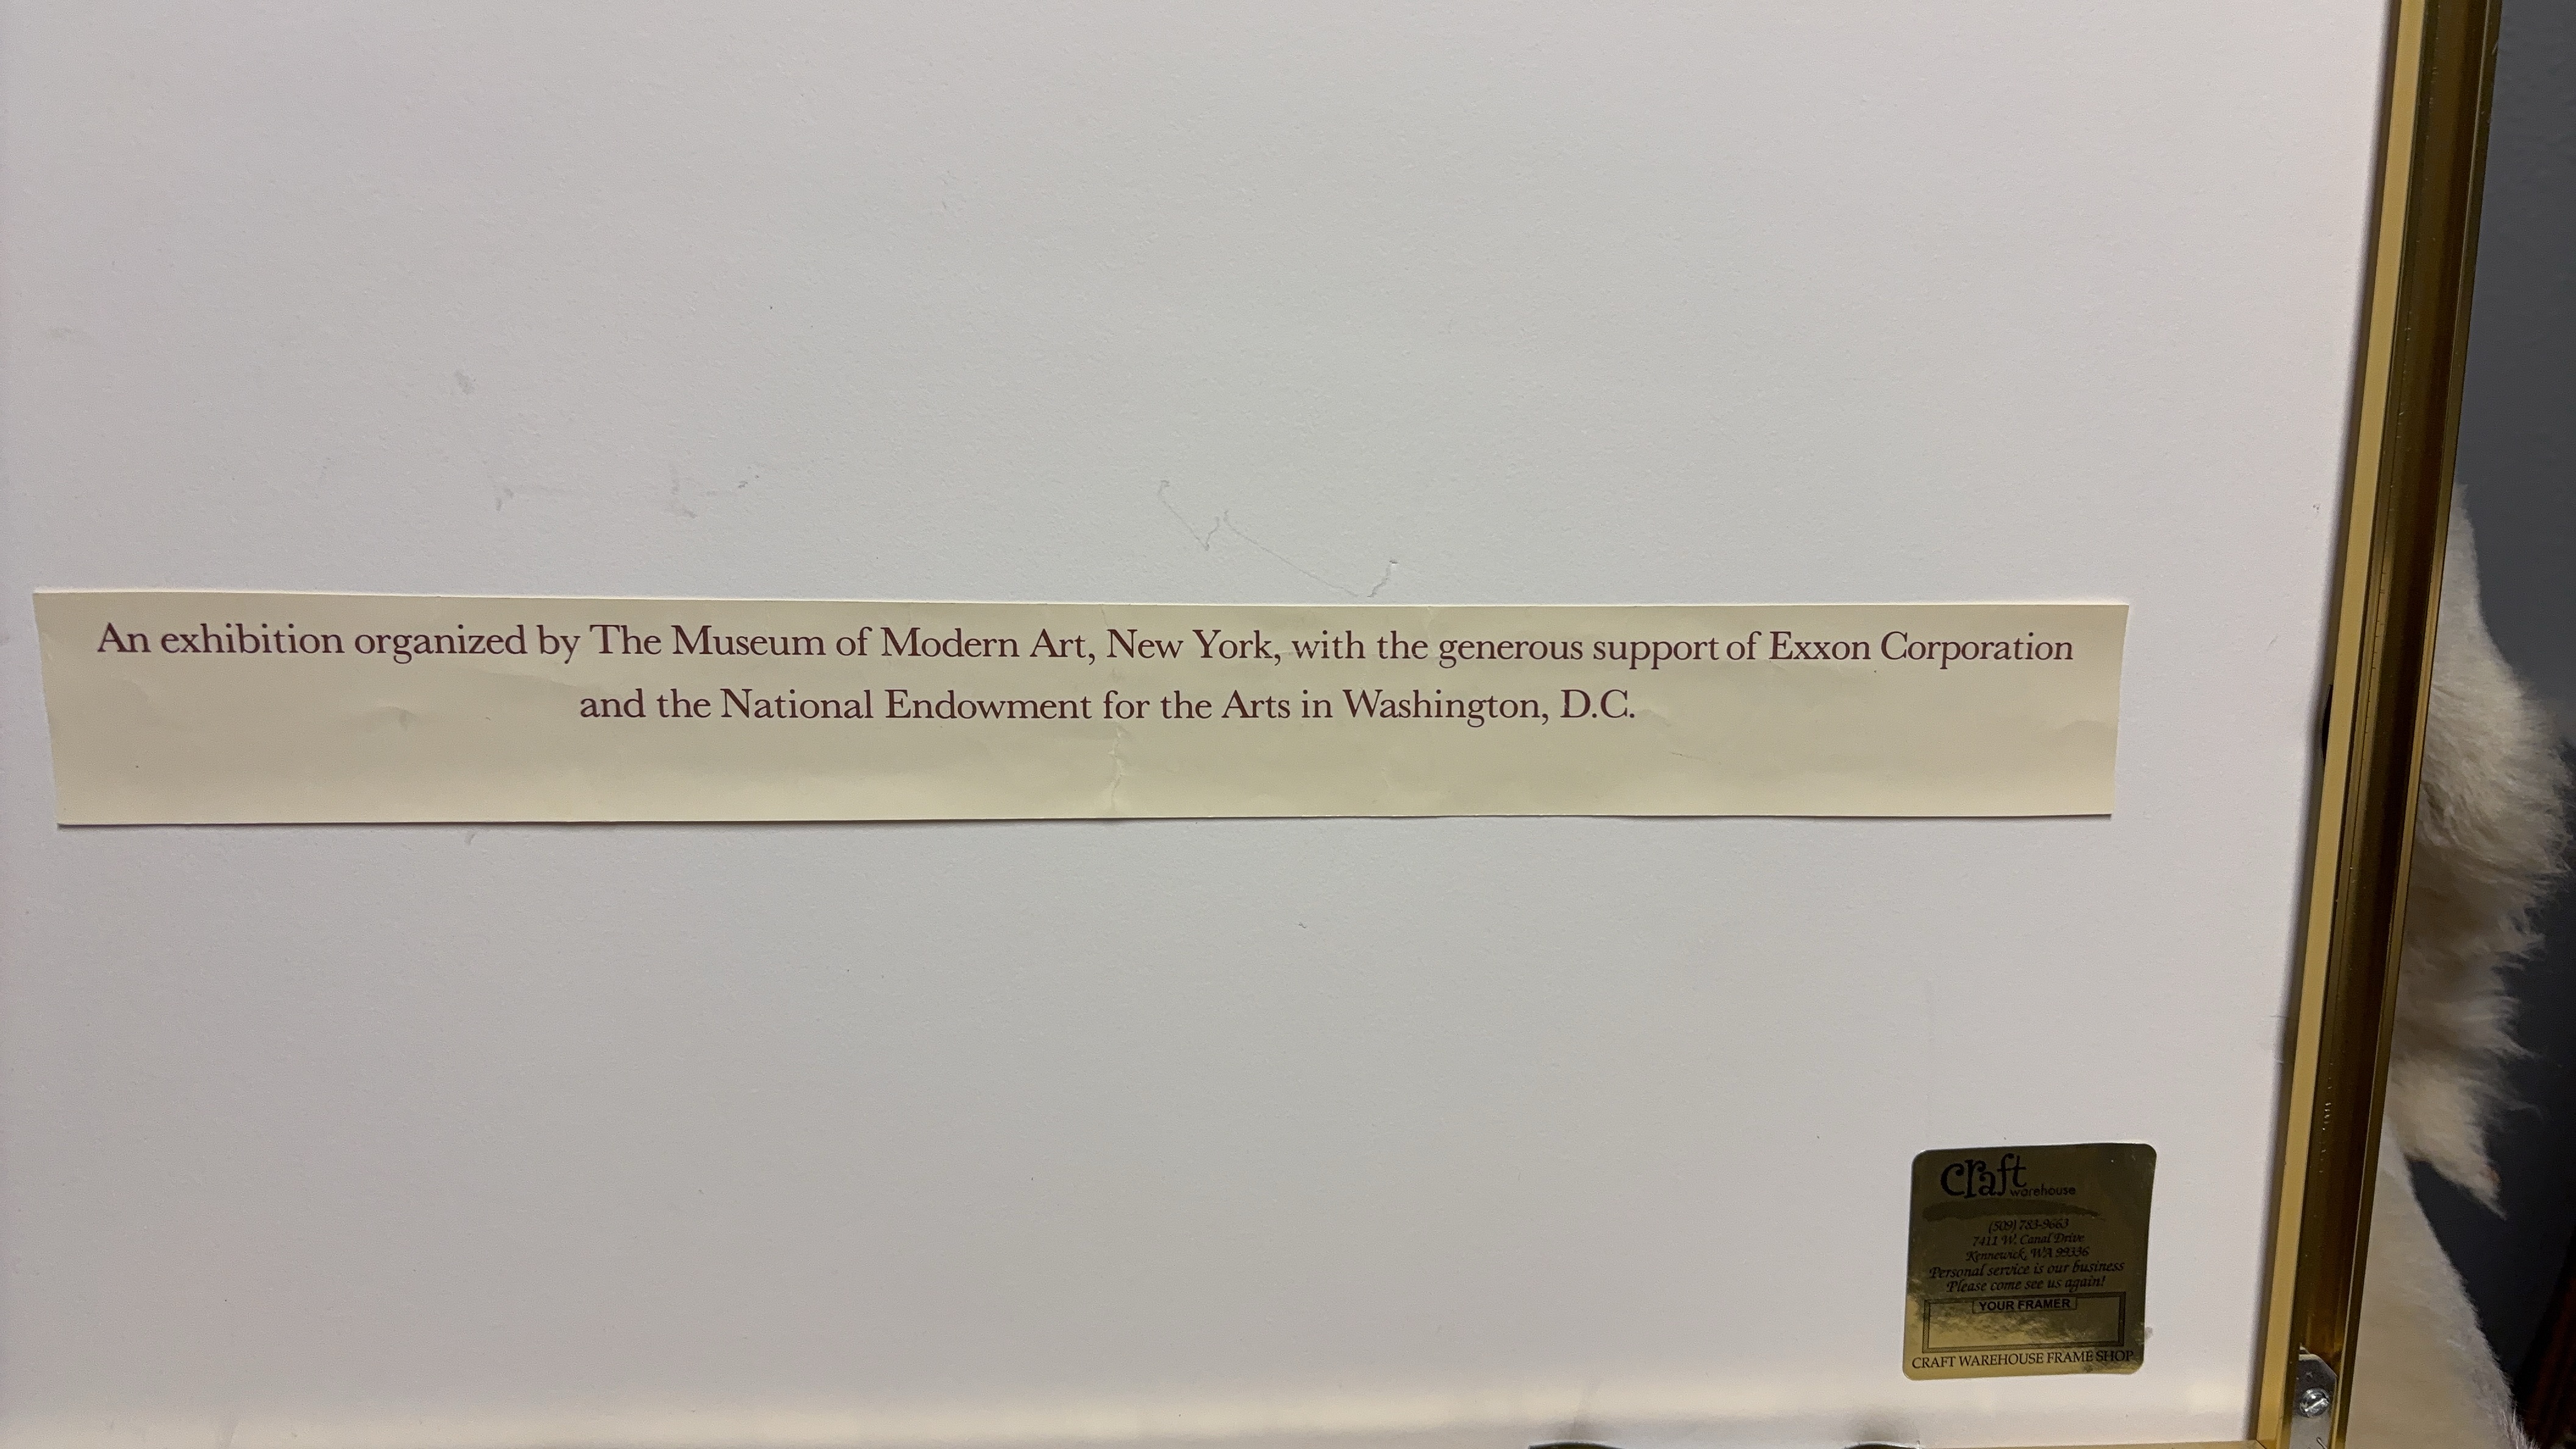 An exhibition organized by The Museum of Modern Art, New York, with the generous support of Exxon Corporation
and the National Endowment for the Arts in Washington, D.C.
craft
warehouse
(509) 783-9663
7411 W. Canal Drive
Kennewick, WA 99336
Personal service is our business
Please come see us again!
YOUR FRAMER
CRAFT WAREHOUSE FRAME SHOP